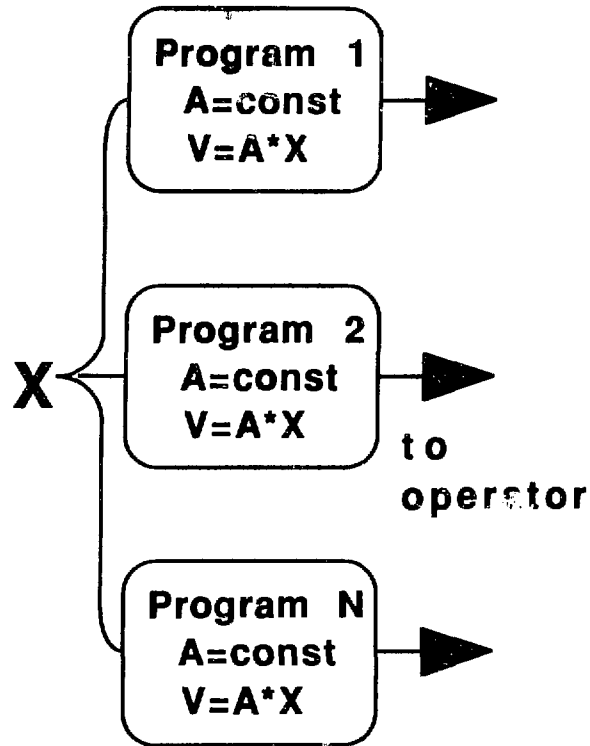 Program 1
A=const
V=A*X
X
Program 2
A=const
V=A*X
to
operator
Program N
A=const
V=A*X